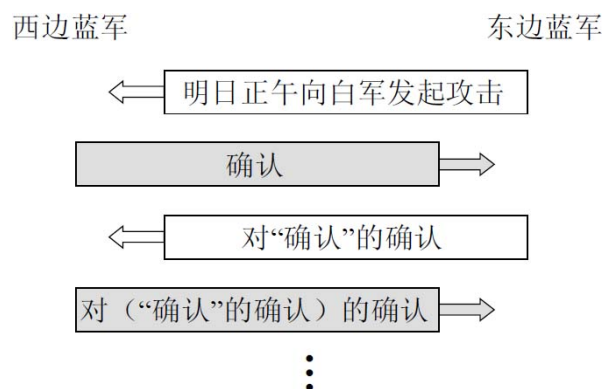 西边蓝军 东边蓝军
明日正午向白军发起攻击
确认
对“确认”的确认
对（“确认”的确认）的确认